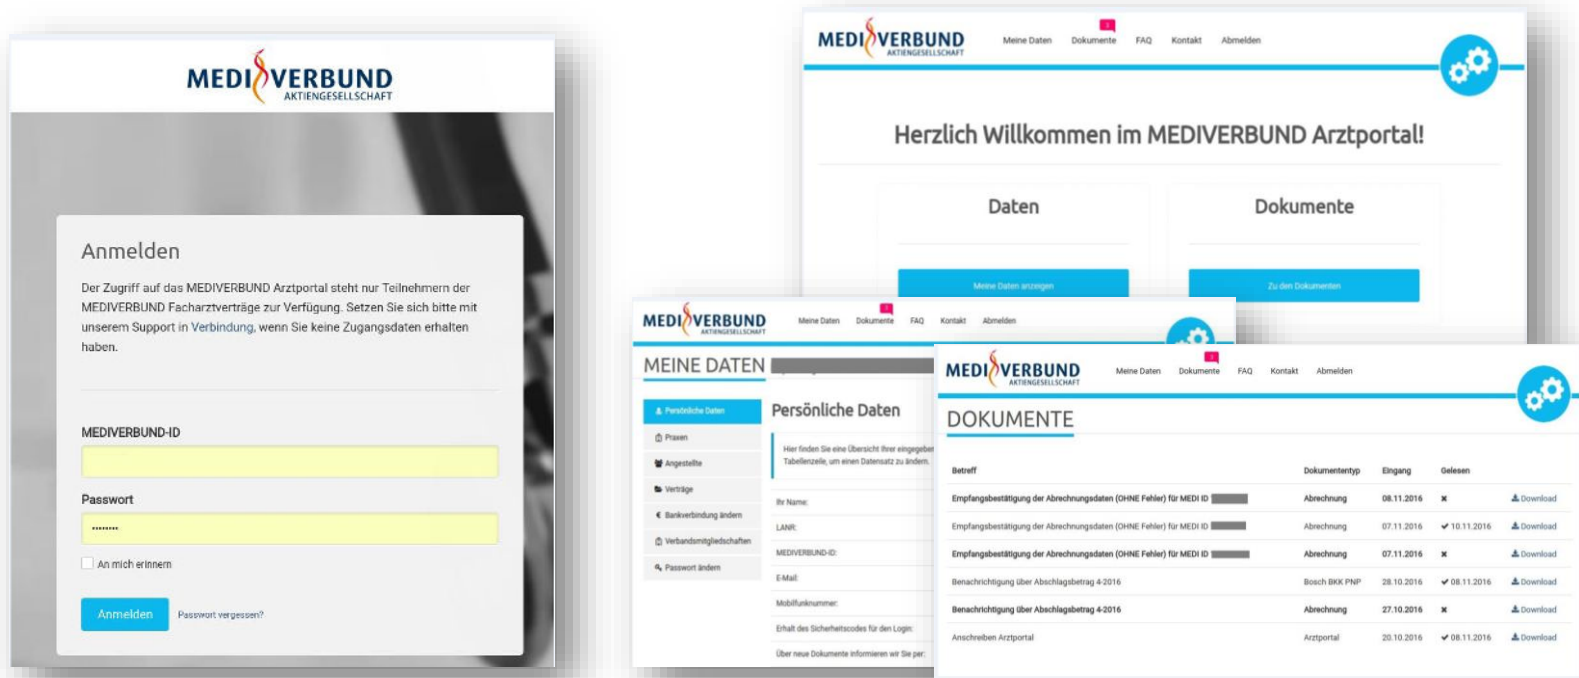 MEDIVERBUND
AKTIENGESELLSCHAFT
Anmelden
Der Zugriff auf das MEDIVERBUND Arztportal steht nur Teilnehmern der
MEDIVERBUND Facharztverträge zur Verfügung. Setzen Sie sich bitte mit
unserem Support in Verbindung, wenn Sie keine Zugangsdaten erhalten
haben.
MEDIVERBUND-ID
Passwort
••••••••
An mich erinnern
Anmelden Passwort vergessen?
MEDIVERBUND
AKTIENGESELLSCHAFT
Meine Daten Dokumente FAQ Kontakt Abmelden
3
Herzlich Willkommen im MEDIVERBUND Arztportal!
Daten Dokumente
Meine Daten anzeigen Zu den Dokumenten
MEDIVERBUND
AKTIENGESELLSCHAFT
Meine Daten Dokumente FAQ Kontakt Abmelden
3
MEINE DATEN
Persönliche Daten
Praxen
Angestellte
Verträge
€ Bankverbindung ändern
Verbandsmitgliedschaften
Passwort ändern
Persönliche Daten
Hier finden Sie eine Übersicht Ihrer eingegeben
Tabellenzeile, um einen Datensatz zu ändern.
Ihr Name:
LANR:
MEDIVERBUND-ID:
E-Mail:
Mobilfunknummer:
Erhalt des Sicherheitscodes für den Login:
Über neue Dokumente informieren wir Sie per:
MEDIVERBUND
AKTIENGESELLSCHAFT
Meine Daten Dokumente FAQ Kontakt Abmelden
3
DOKUMENTE
Betreff Dokumententyp Eingang Gelesen
Empfangsbestätigung der Abrechnungsdaten (OHNE Fehler) für MEDI ID Abrechnung 08.11.2016 ✖ Download
Empfangsbestätigung der Abrechnungsdaten (OHNE Fehler) für MEDI ID Abrechnung 07.11.2016 ✔ 10.11.2016 Download
Empfangsbestätigung der Abrechnungsdaten (OHNE Fehler) für MEDI ID Abrechnung 07.11.2016 ✖ Download
Benachrichtigung über Abschlagsbetrag 4-2016 Bosch BKK PNP 28.10.2016 ✔ 08.11.2016 Download
Benachrichtigung über Abschlagsbetrag 4-2016 Abrechnung 27.10.2016 ✖ Download
Anschreiben Arztportal Arztportal 20.10.2016 ✔ 08.11.2016 Download